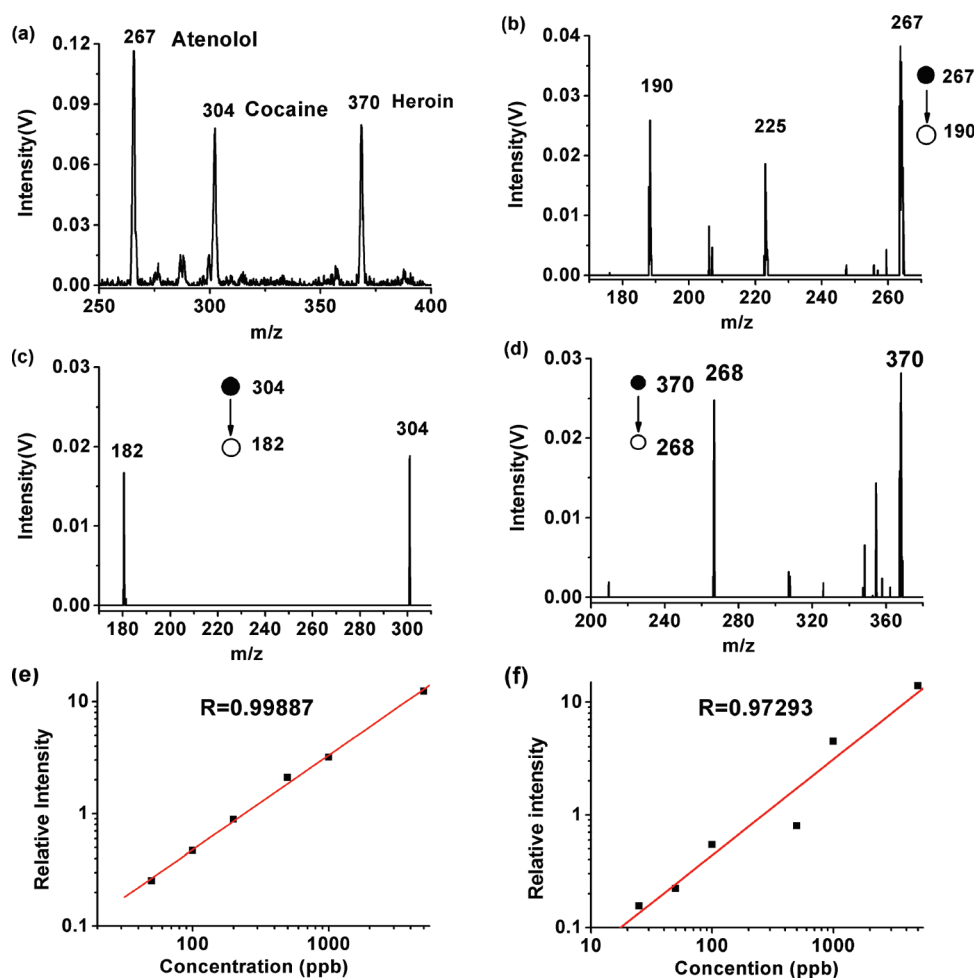 (a)
267 Atenolol
304 Cocaine
370 Heroin
Intensity(V)
0.12
0.09
0.06
0.03
0.00
250 300 350 400
m/z
(b)
267
190
225
267
190
Intensity(V)
0.04
0.03
0.02
0.01
0.00
180 200 220 240 260
m/z
(c)
304
182
182
304
Intensity(V)
0.03
0.02
0.01
0.00
180 200 220 240 260 280 300
m/z
(d)
370
268
268
370
Intensity(V)
0.03
0.02
0.01
0.00
200 240 280 320 360
m/z
(e)
R=0.99887
Relative Intensity
10
1
0.1
100 1000
Concentration (ppb)
(f)
R=0.97293
Relative intensity
10
1
0.1
10 100 1000
Concention (ppb)